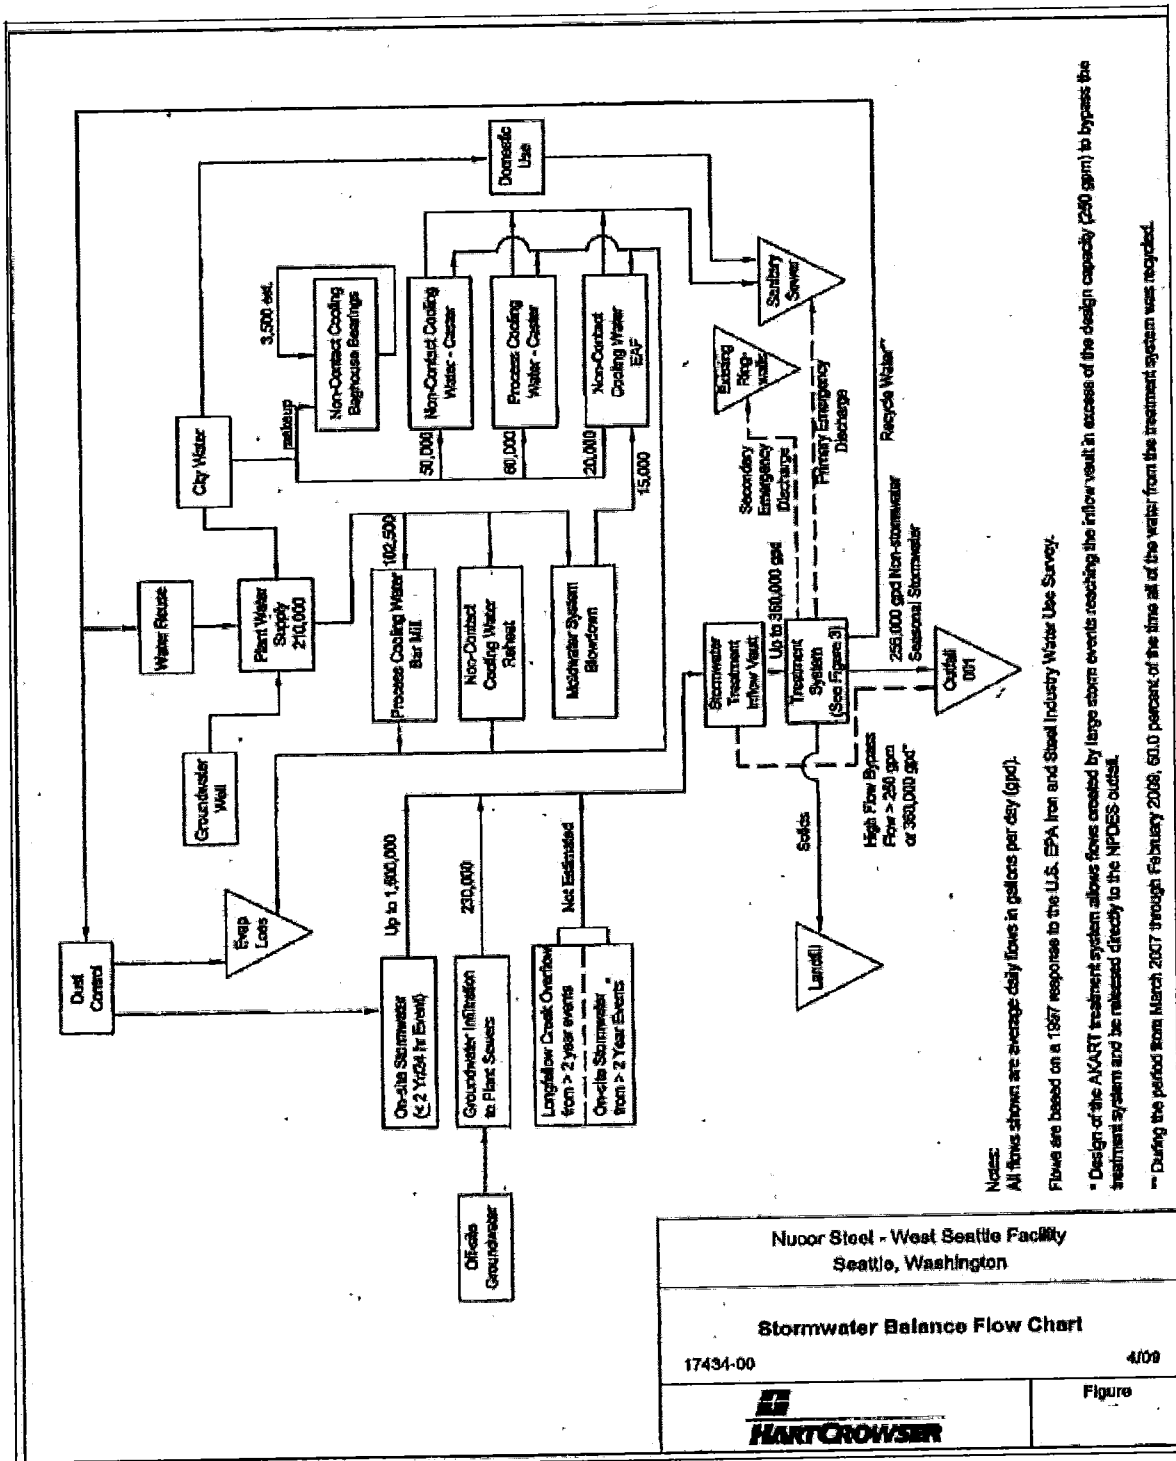 Dust
Control
Evap
Loss
Groundwater
Well
Water Reuse
Plant Water
Supply
210,000
City Water
makeup
3,500 est.
Non-Contact Cooling
Baghouse Bearings
Domestic
Use
102,500
Process Cooling Water
Bar Mill
Non-Contact
Cooling Water
Reheat
Moldwater System
Blowdown
50,000
Non-Contact Cooling
Water - Caster
60,000
Process Cooling
Water - Caster
20,000
Non-Contact
Cooling Water
EAF
15,000
Off-site
Groundwater
On-site Stormwater
(≤ 2 Yr/24 hr Event)
Up to 1,600,000
Groundwater Infiltration
to Plant Sewers
230,000
Longfellow Creek Overflow
from > 2 year events
On-site Stormwater
from > 2 Year Events*
Not Estimated
Stormwater
Treatment
Inflow Vault
Up to 360,000 gpd
Treatment
System
(See Figure 3)
Secondary
Emergency
Discharge
Existing
Ring-
walls
Sanitary
Sewer
Primary Emergency
Discharge
Recycle Water**
Solids
Landfill
High Flow Bypass
Flow > 250 gpm
or 360,000 gpd*
gpd Non-stormwater
Seasonal Stormwater
Outfall
001
Notes:
All flows shown are average daily flows in gallons per day (gpd).
Flows are based on a 1997 response to the U.S. EPA Iron and Steel Industry Water Use Survey.
* Design of the AKART treatment system allows flows created by large storm events reaching the inflow vault in excess of the design capacity (250 gpm) to bypass the
treatment system and be released directly to the NPDES outfall.
** During the period from March 2007 through February 2009, 60.0 percent of the time all of the water from the treatment system was recycled.
Nucor Steel - West Seattle Facility
Seattle, Washington
Stormwater Balance Flow Chart
17434-00
4/09
HARTCROWSER
Figure